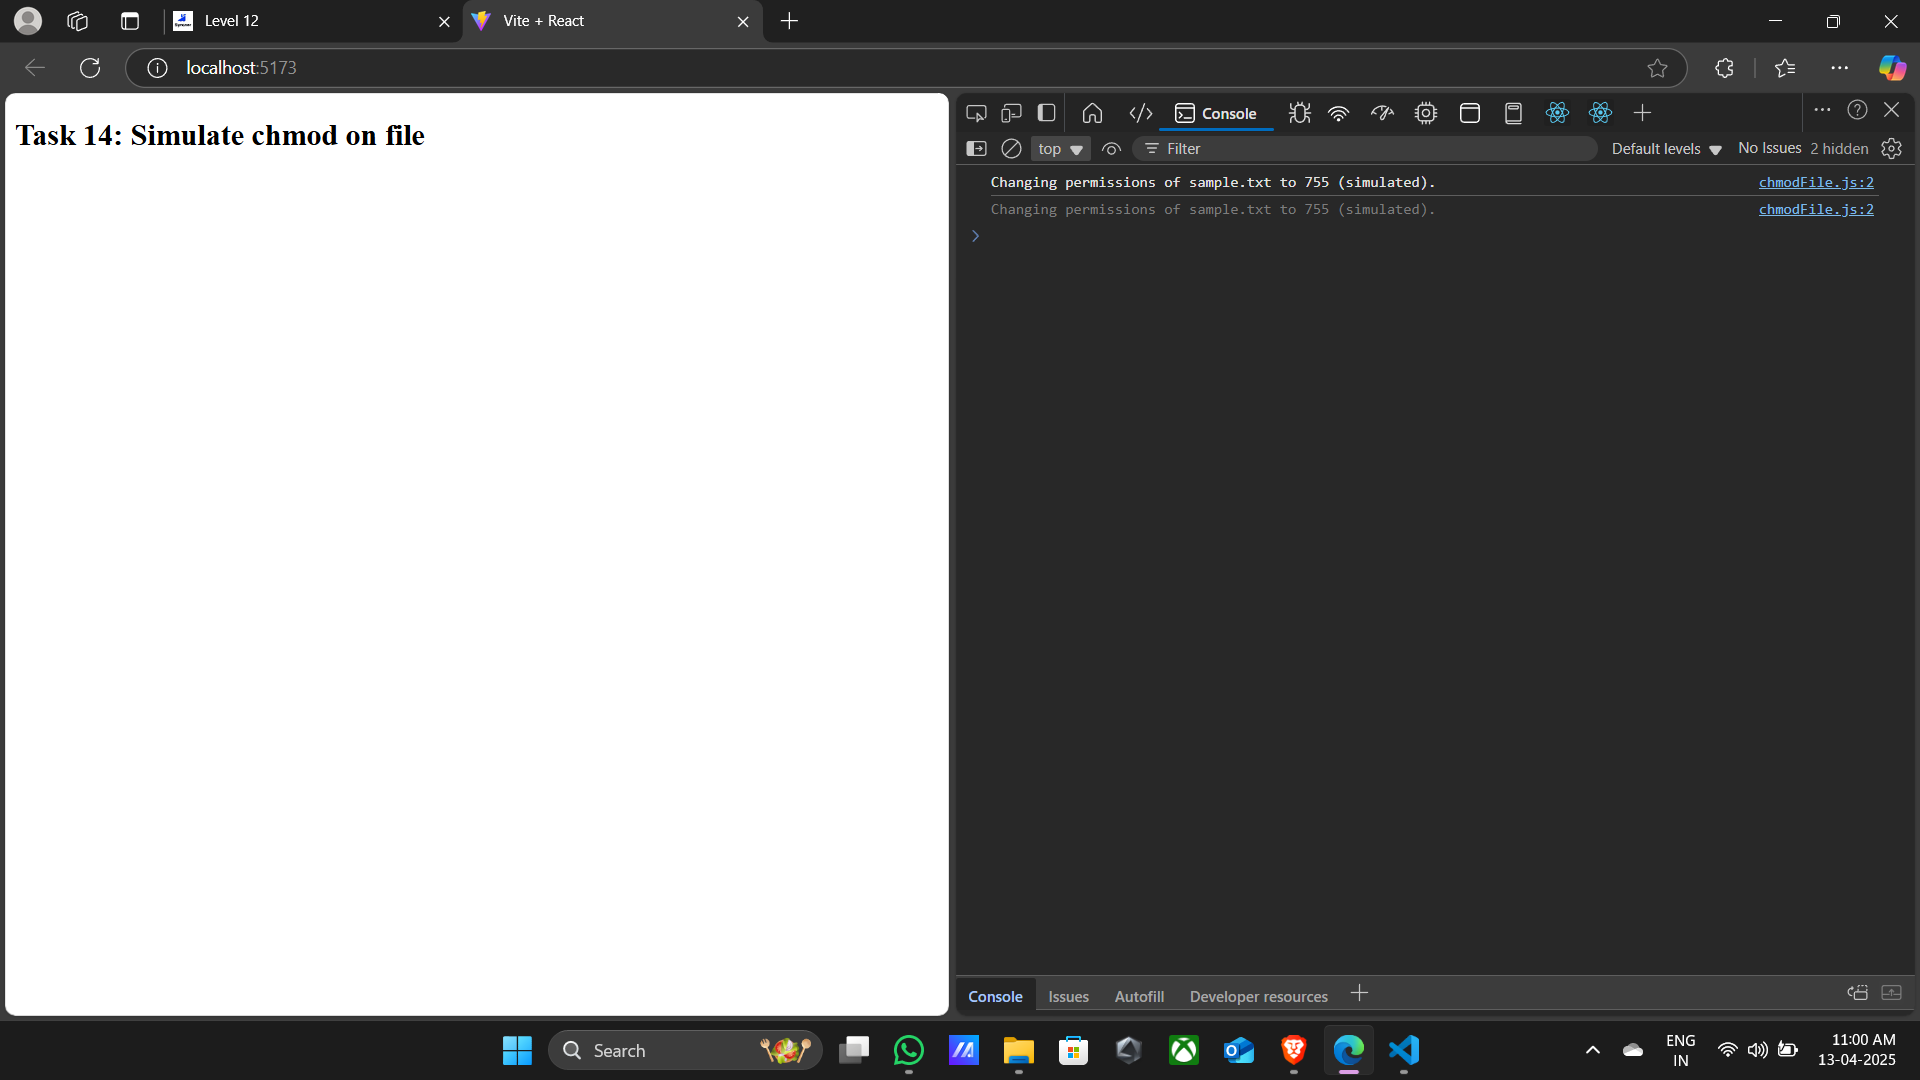 Level 12
Vite + React
localhost:5173
Task 14: Simulate chmod on file
Console
top
Filter
Default levels
No Issues
2 hidden
Changing permissions of sample.txt to 755 (simulated).
chmodFile.js:2
Changing permissions of sample.txt to 755 (simulated).
chmodFile.js:2
Console
Issues
Autofill
Developer resources
Search
ENG
IN
11:00 AM
13-04-2025